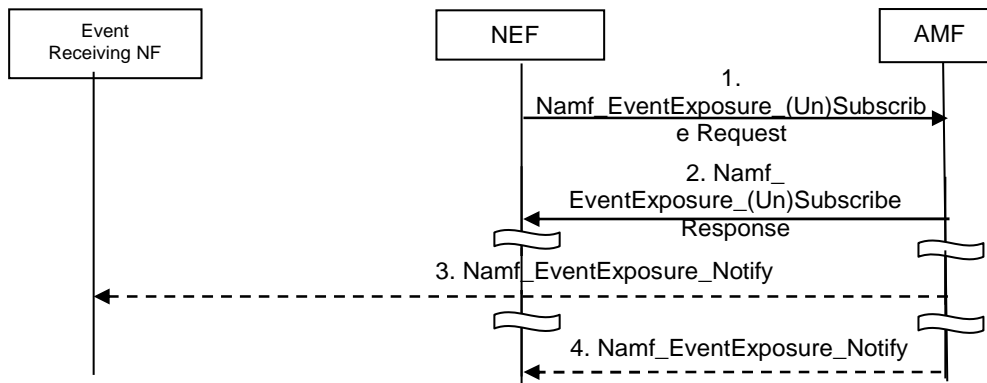 Event
Receiving NF
NEF
AMF
1.
Namf_EventExposure_(Un)Subscrib
e Request
2. Namf_
EventExposure_(Un)Subscribe
Response
3. Namf_EventExposure_Notify
4. Namf_EventExposure_Notify